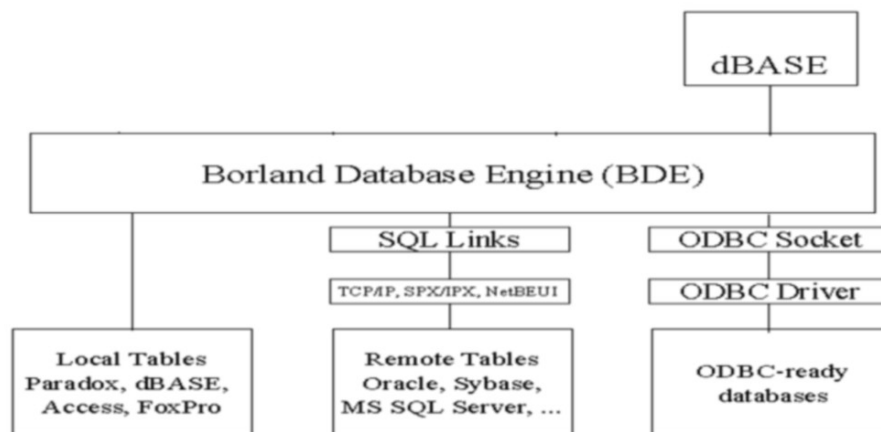 dBASE
Borland Database Engine (BDE)
SQL Links
ODBC Socket
TCP/IP, SPX/IPX, NetBEUI
ODBC Driver
Local Tables
Paradox, dBASE,
Access, FoxPro
Remote Tables
Oracle, Sybase,
MS SQL Server, ...
ODBC-ready
databases